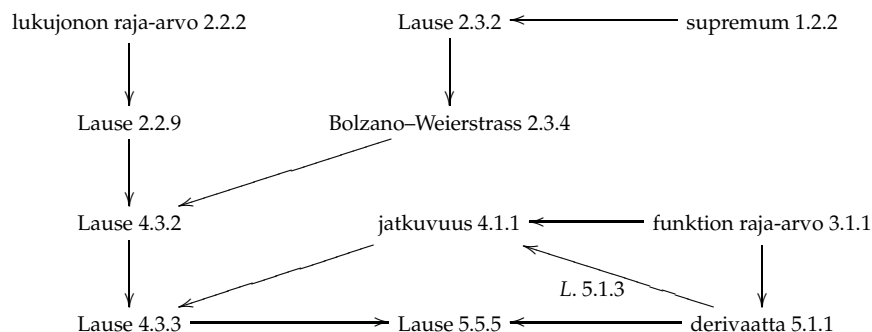 lukujonon raja-arvo 2.2.2 Lause 2.3.2 supremum 1.2.2
Lause 2.2.9 Bolzano–Weierstrass 2.3.4
Lause 4.3.2 jatkuvuus 4.1.1 funktion raja-arvo 3.1.1
L. 5.1.3
Lause 4.3.3 Lause 5.5.5 derivaatta 5.1.1